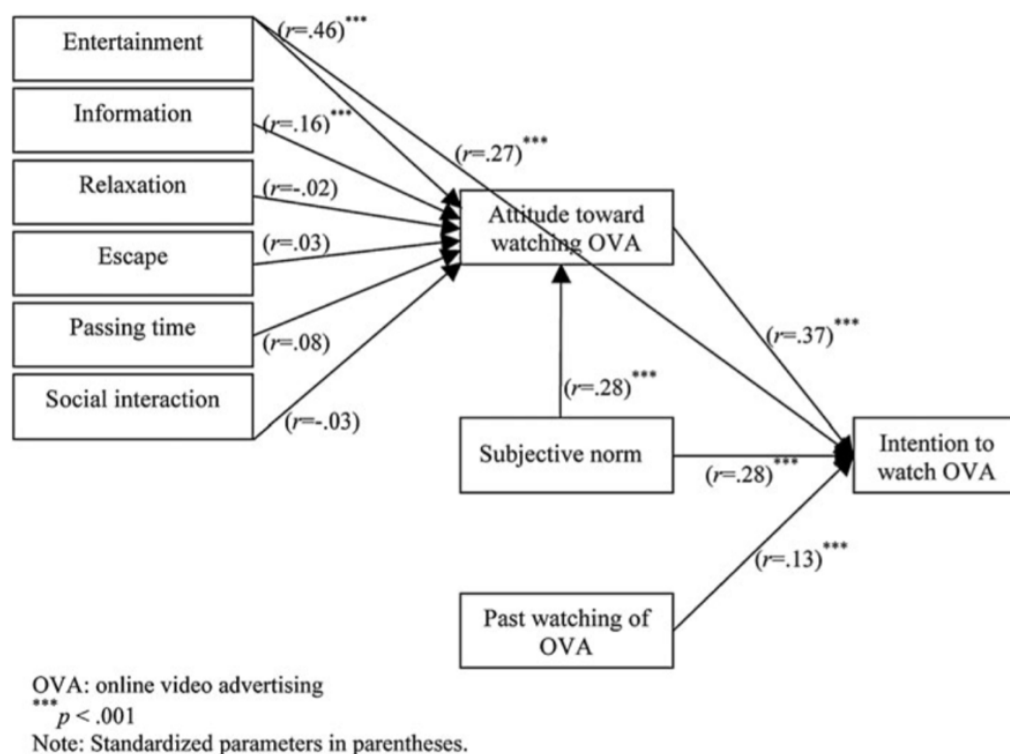 Entertainment
(r=.46)***
Information
(r=.16)***
(r=.27)***
Relaxation
(r=-.02)
Attitude toward
watching OVA
Escape
(r=.03)
Passing time
(r=.08)
(r=.37)***
Social interaction
(r=-.03)
(r=.28)***
Subjective norm
(r=.28)***
Intention to
watch OVA
(r=.13)***
Past watching of
OVA
OVA: online video advertising
***p < .001
Note: Standardized parameters in parentheses.